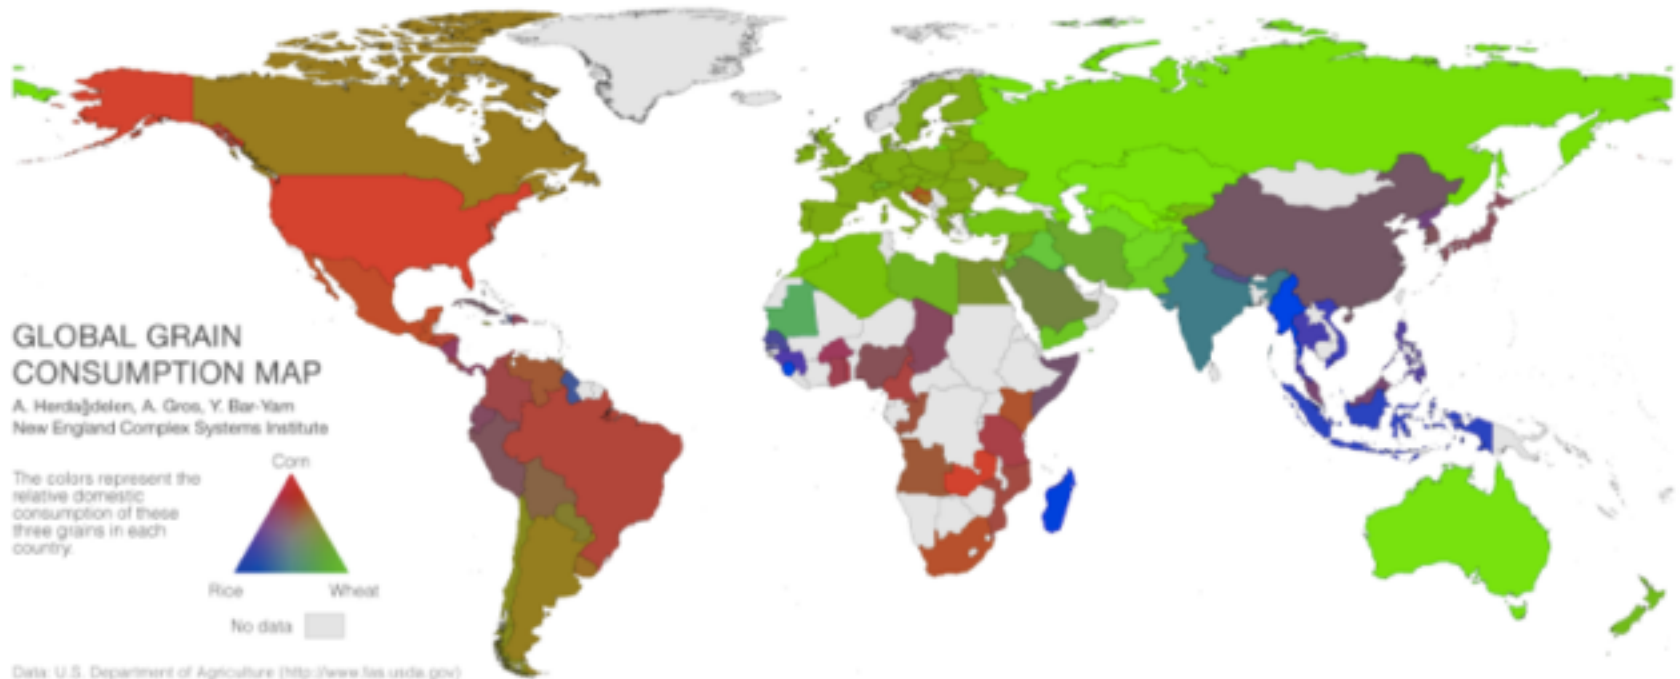 GLOBAL GRAIN
CONSUMPTION MAP
A. Herdağdelen, A. Gros, Y. Bar-Yam
New England Complex Systems Institute
The colors represent the
relative domestic
consumption of these
three grains in each
country.
Corn
Rice
Wheat
No data
Data: U.S. Department of Agriculture (http://www.fas.usda.gov)